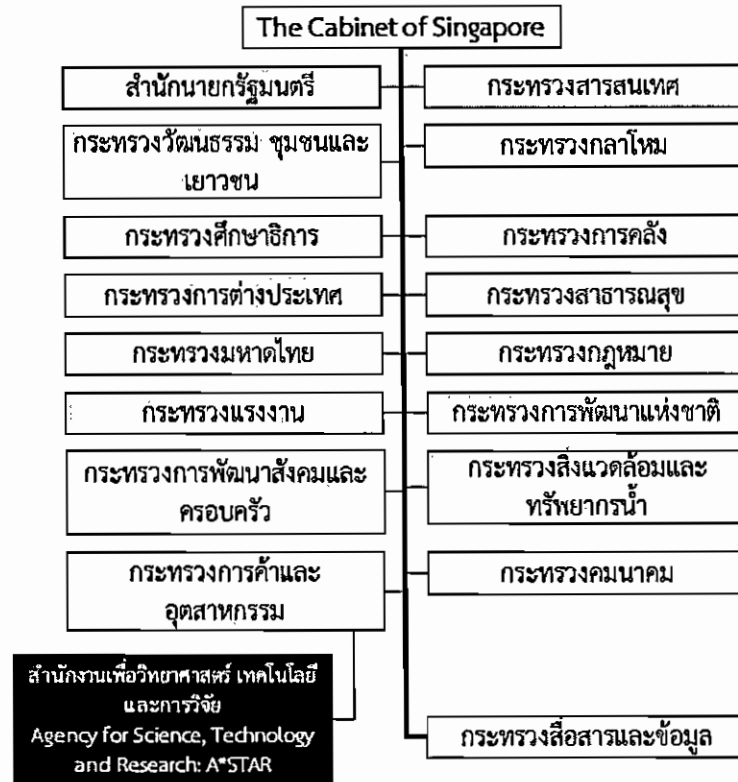 The Cabinet of Singapore
สำนักนายกรัฐมนตรี
กระทรวงสารสนเทศ
กระทรวงวัฒนธรรม ชุมชนและ
เยาวชน
กระทรวงกลาโหม
กระทรวงศึกษาธิการ
กระทรวงการคลัง
กระทรวงการต่างประเทศ
กระทรวงสาธารณสุข
กระทรวงมหาดไทย
กระทรวงกฎหมาย
กระทรวงแรงงาน
กระทรวงการพัฒนาแห่งชาติ
กระทรวงการพัฒนาสังคมและ
ครอบครัว
กระทรวงสิ่งแวดล้อมและ
ทรัพยากรน้ำ
กระทรวงการค้าและ
อุตสาหกรรม
กระทรวงคมนาคม
สำนักงานเพื่อวิทยาศาสตร์ เทคโนโลยี
และการวิจัย
Agency for Science, Technology
and Research: A*STAR
กระทรวงสื่อสารและข้อมูล